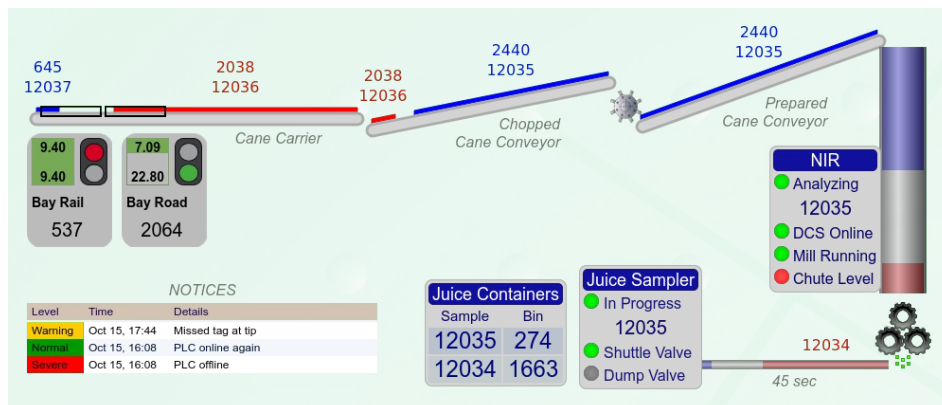 645
12037
2038
12036
2038
12036
2440
12035
2440
12035
Cane Carrier
Chopped
Cane Conveyor
Prepared
Cane Conveyor
9.40
9.40
Bay Rail
537
7.09
22.80
Bay Road
2064
NIR
Analyzing
12035
DCS Online
Mill Running
Chute Level
NOTICES
Level Time Details
Warning Oct 15, 17:44 Missed tag at tip
Normal Oct 15, 16:08 PLC online again
Severe Oct 15, 16:08 PLC offline
Juice Containers
Sample Bin
12035 274
12034 1663
Juice Sampler
In Progress
12035
Shuttle Valve
Dump Valve
12034
45 sec